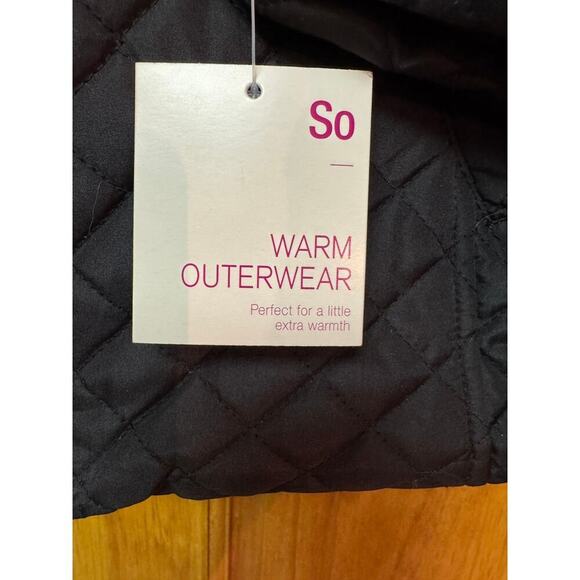 So
WARM
OUTERWEAR
Perfect for a little
extra warmth